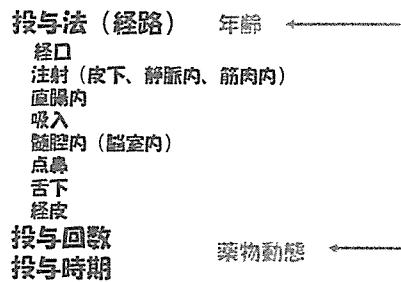 投与法（経路）
経口
注射（皮下、静脈内、筋肉内）
直腸内
吸入
髄腔内（脳室内）
点鼻
舌下
経皮
投与回数
投与時期
年齢
薬物動態